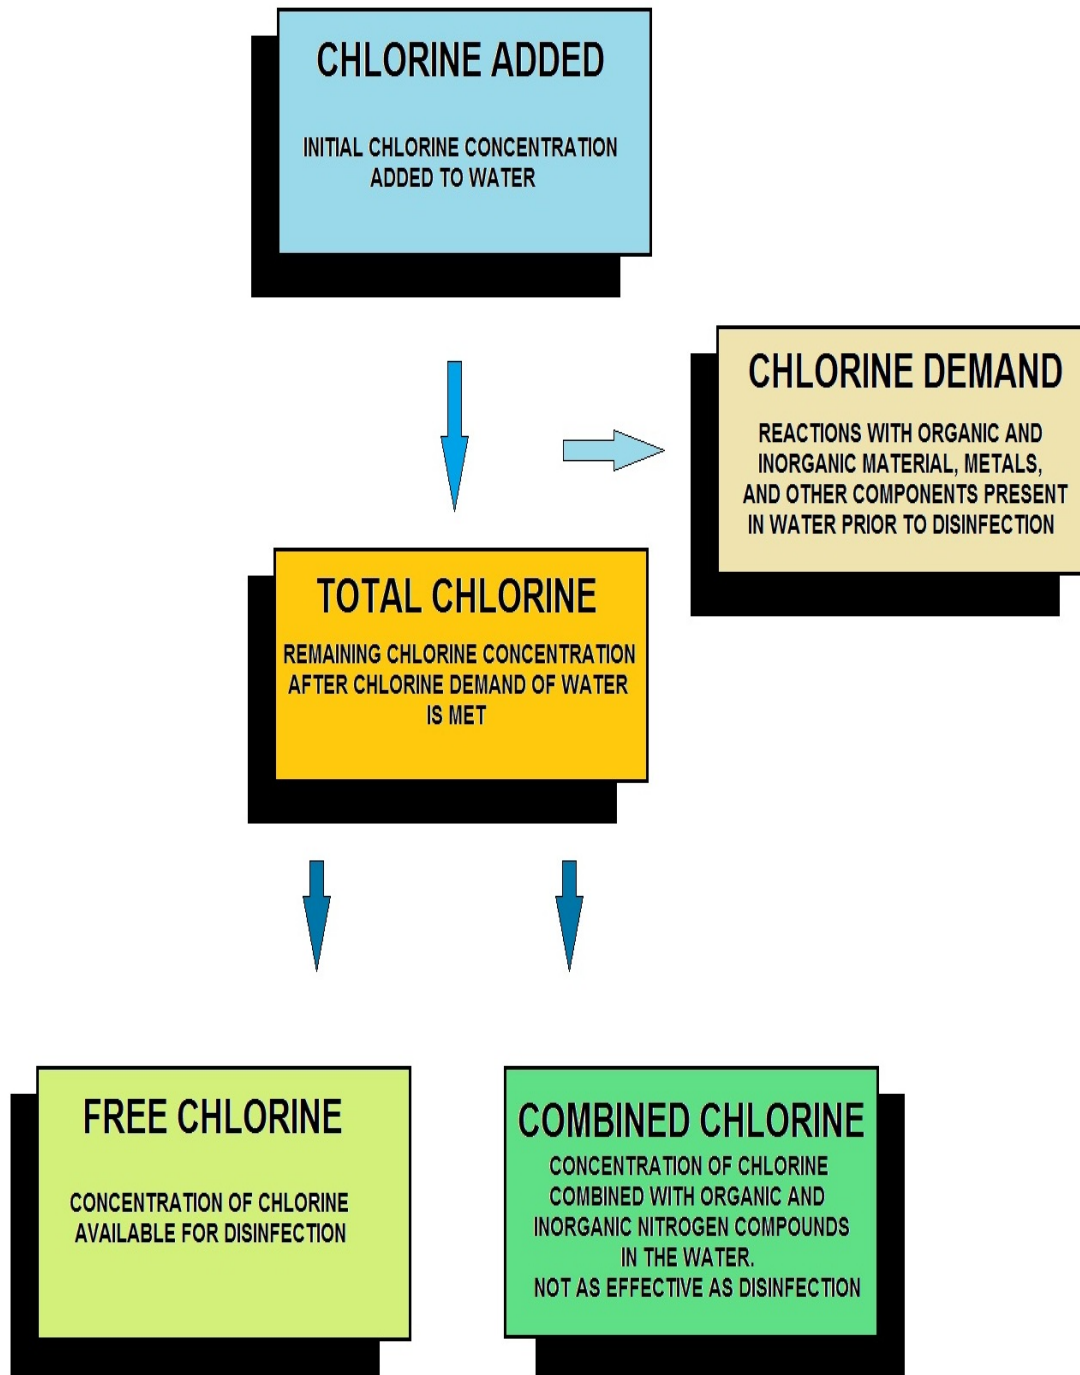 CHLORINE ADDED
INITIAL CHLORINE CONCENTRATION
ADDED TO WATER
CHLORINE DEMAND
REACTIONS WITH ORGANIC AND
INORGANIC MATERIAL, METALS,
AND OTHER COMPONENTS PRESENT
IN WATER PRIOR TO DISINFECTION
TOTAL CHLORINE
REMAINING CHLORINE CONCENTRATION
AFTER CHLORINE DEMAND OF WATER
IS MET
FREE CHLORINE
CONCENTRATION OF CHLORINE
AVAILABLE FOR DISINFECTION
COMBINED CHLORINE
CONCENTRATION OF CHLORINE
COMBINED WITH ORGANIC AND
INORGANIC NITROGEN COMPOUNDS
IN THE WATER.
NOT AS EFFECTIVE AS DISINFECTION